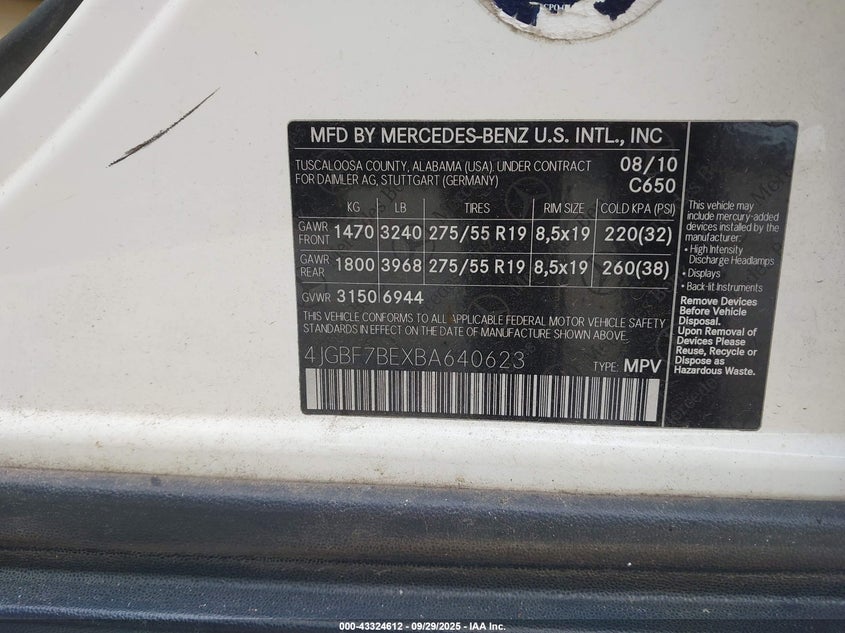 CPO
MFD BY MERCEDES-BENZ U.S. INTL., INC
TUSCALOOSA COUNTY, ALABAMA (USA). UNDER CONTRACT
FOR DAIMLER AG, STUTTGART (GERMANY)
08/10
C650
KG LB TIRES RIM SIZE COLD KPA (PSI)
GAWR
FRONT 1470 3240 275/55 R19 8,5x19 220(32)
GAWR
REAR 1800 3968 275/55 R19 8,5x19 260(38)
GVWR 3150 6944
THIS VEHICLE CONFORMS TO ALL APPLICABLE FEDERAL MOTOR VEHICLE SAFETY
STANDARDS IN EFFECT ON THE DATE OF MANUFACTURE SHOWN ABOVE.
4JGBF7BEXBA640623
TYPE: MPV
This vehicle may
include mercury-added
devices installed by the
manufacturer:
• High Intensity
Discharge Headlamps
• Displays
• Back-lit Instruments
Remove Devices
Before Vehicle
Disposal.
Upon Removal of
Devices Please
Reuse, Recycle or
Dispose as
Hazardous Waste.
000-43324612 - 09/29/2025 - IAA Inc.